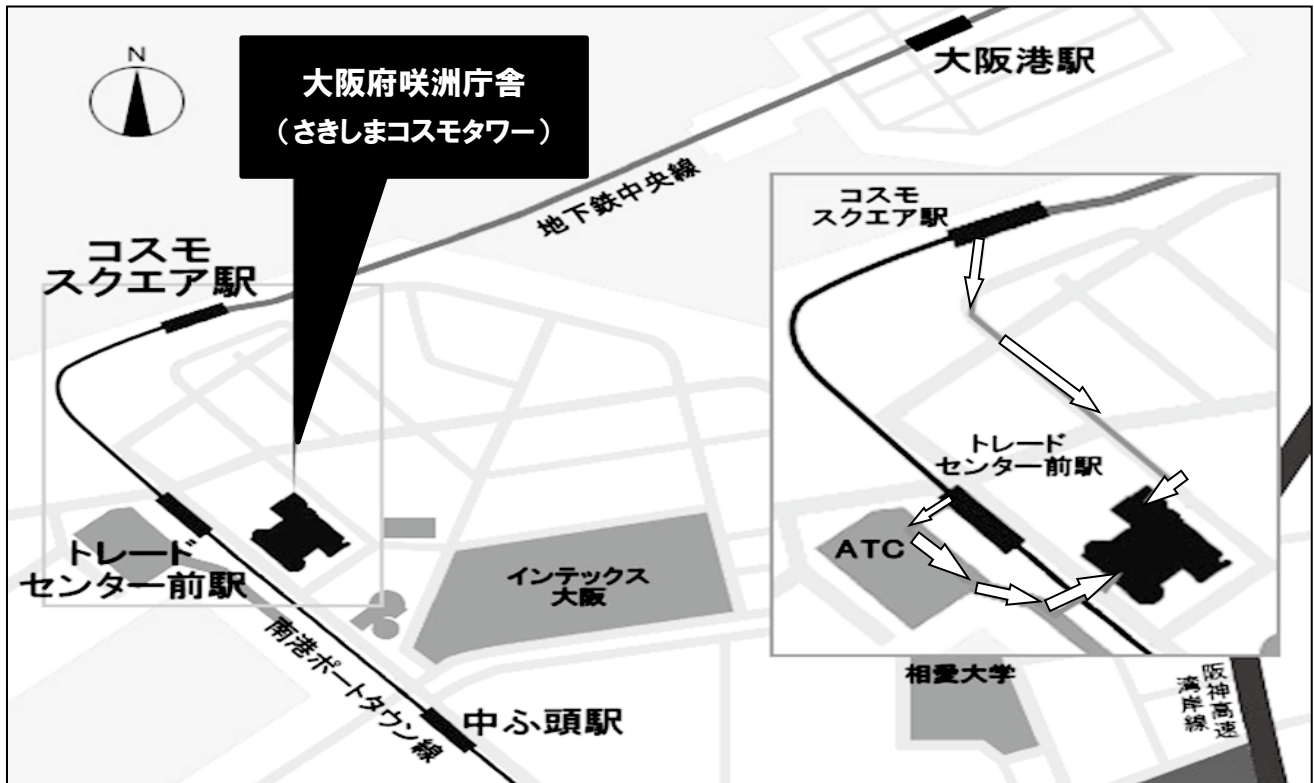 N
大阪府咲洲庁舎
（さきしまコスモタワー）
大阪港駅
地下鉄中央線
コスモ
スクエア駅
トレード
センター前駅
インテックス
大阪
南港ポートタウン線
中ふ頭駅
コスモ
スクエア駅
トレード
センター前駅
ATC
相愛大学
阪神高速
湾岸線